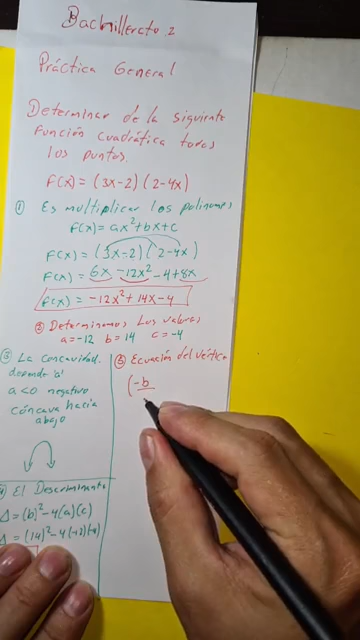 Bachillerato 2
Práctica General
Determinar de la siguiente
función cuadrática todos
los puntos.
F(x) = (3x-2)(2-4x)
① Es multiplicar los polinomios
F(x) = ax²+bx+c
F(x) = (3x-2)(2-4x)
F(x) = 6x -12x² -4+8x
F(x) = -12x²+14x-4
② Determinamos los valores
a=-12 b=14 c=-4
③ La concavidad.
depende "a"
a<0 negativo
cóncava hacia
abajo
④ El Descriminante
Δ = (b)²-4(a)(c)
Δ = (14)²-4(-12)(-4)
⑥ Ecuación del vértice
(-b